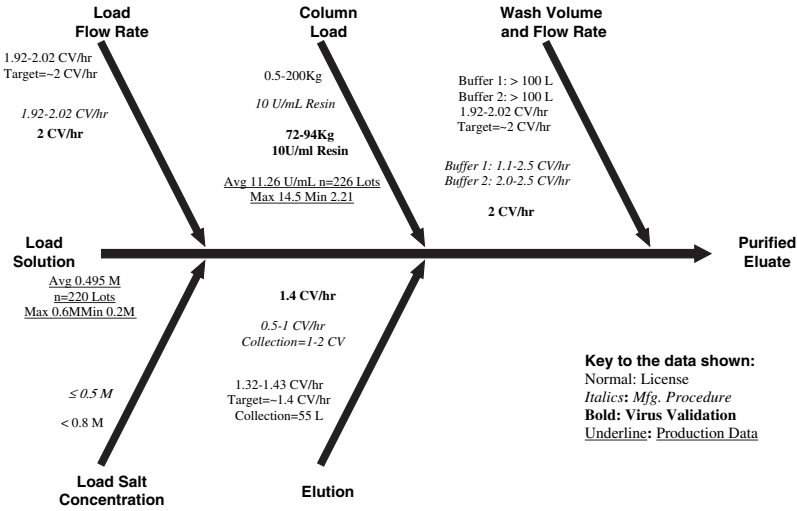 Load
Flow Rate
1.92-2.02 CV/hr
Target=~2 CV/hr
1.92-2.02 CV/hr
2 CV/hr
Column
Load
0.5-200Kg
10 U/mL Resin
72-94Kg
10U/ml Resin
Avg 11.26 U/mL n=226 Lots
Max 14.5 Min 2.21
Wash Volume
and Flow Rate
Buffer 1: > 100 L
Buffer 2: > 100 L
1.92-2.02 CV/hr
Target=~2 CV/hr
Buffer 1: 1.1-2.5 CV/hr
Buffer 2: 2.0-2.5 CV/hr
2 CV/hr
Load
Solution
Purified
Eluate
Avg 0.495 M
n=220 Lots
Max 0.6MMin 0.2M
≤ 0.5 M
< 0.8 M
Load Salt
Concentration
1.4 CV/hr
0.5-1 CV/hr
Collection=1-2 CV
1.32-1.43 CV/hr
Target=~1.4 CV/hr
Collection=55 L
Elution
Key to the data shown:
Normal: License
Italics: Mfg. Procedure
Bold: Virus Validation
Underline: Production Data